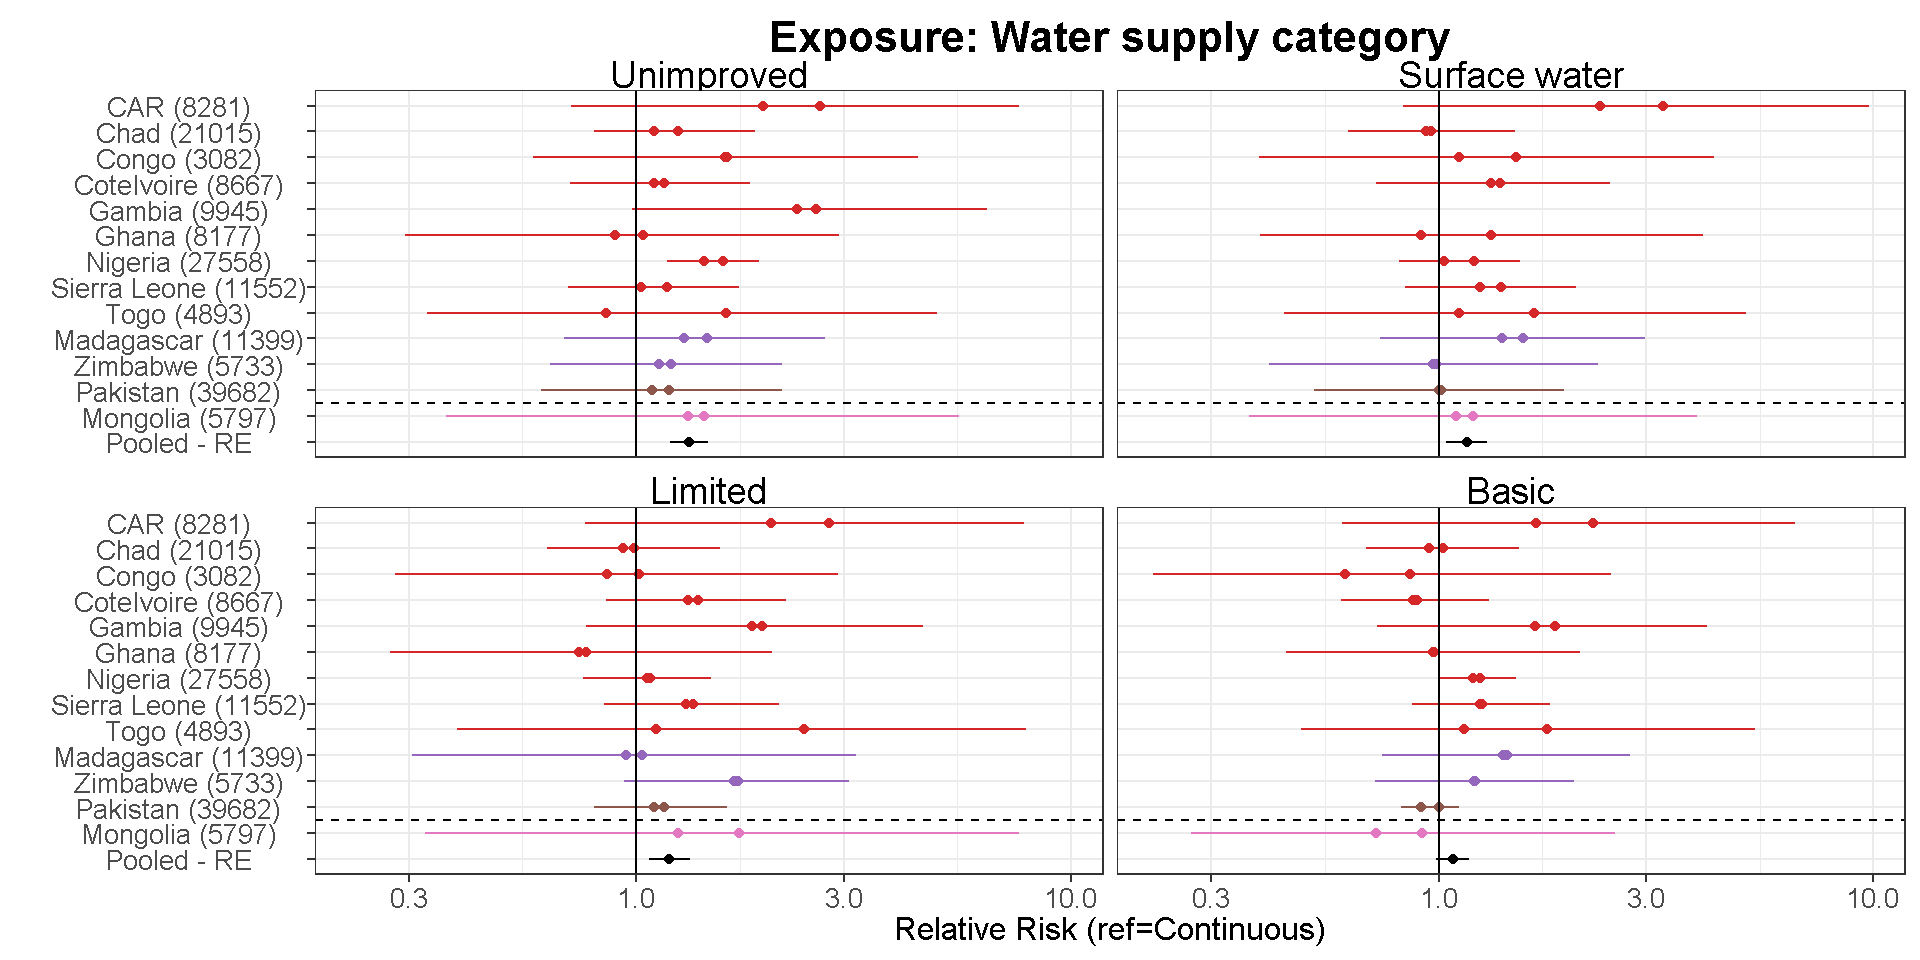 Exposure: Water supply category
Unimproved
Surface water
CAR (8281)
Chad (21015)
Congo (3082)
CoteIvoire (8667)
Gambia (9945)
Ghana (8177)
Nigeria (27558)
Sierra Leone (11552)
Togo (4893)
Madagascar (11399)
Zimbabwe (5733)
Pakistan (39682)
Mongolia (5797)
Pooled - RE
Limited
Basic
CAR (8281)
Chad (21015)
Congo (3082)
CoteIvoire (8667)
Gambia (9945)
Ghana (8177)
Nigeria (27558)
Sierra Leone (11552)
Togo (4893)
Madagascar (11399)
Zimbabwe (5733)
Pakistan (39682)
Mongolia (5797)
Pooled - RE
0.3 1.0 3.0 10.0 0.3 1.0 3.0 10.0
Relative Risk (ref=Continuous)